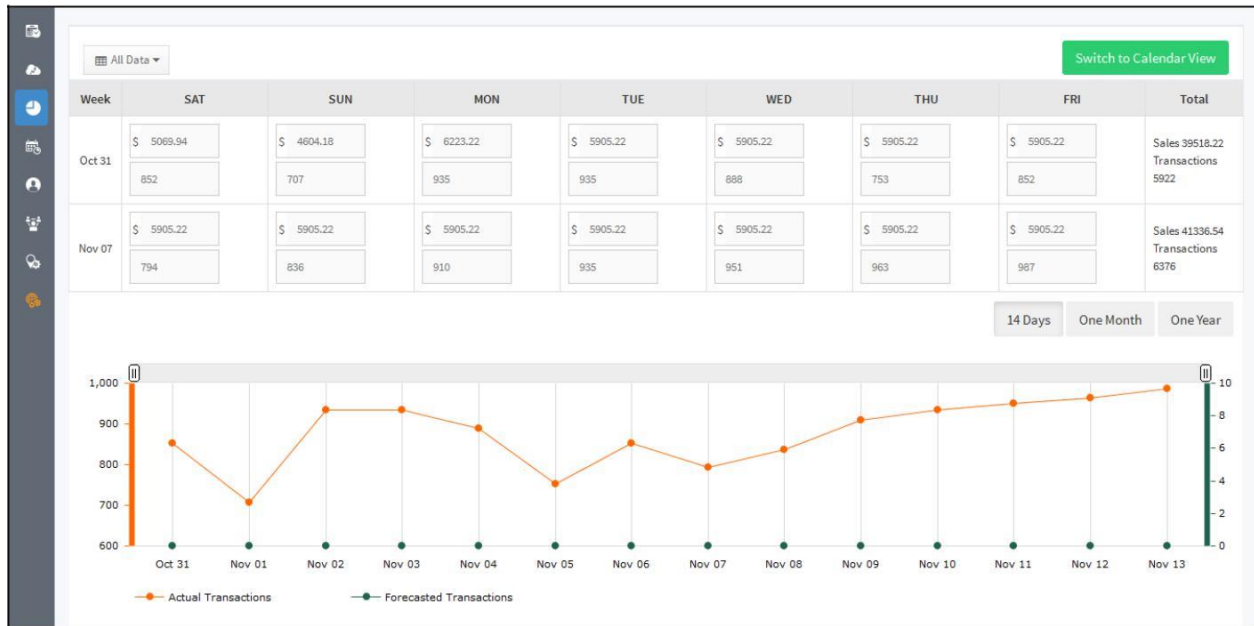 All Data
Switch to Calendar View
Week SAT SUN MON TUE WED THU FRI Total
Oct 31
$ 5069.94 $ 4604.18 $ 6223.22 $ 5905.22 $ 5905.22 $ 5905.22 $ 5905.22
852 707 935 935 888 753 852
Sales 39518.22
Transactions
5922
Nov 07
$ 5905.22 $ 5905.22 $ 5905.22 $ 5905.22 $ 5905.22 $ 5905.22 $ 5905.22
794 836 910 935 951 963 987
Sales 41336.54
Transactions
6376
14 Days One Month One Year
1,000 10
900 8
800 6
700 4
600 2
0
Oct 31 Nov 01 Nov 02 Nov 03 Nov 04 Nov 05 Nov 06 Nov 07 Nov 08 Nov 09 Nov 10 Nov 11 Nov 12 Nov 13
Actual Transactions Forecasted Transactions